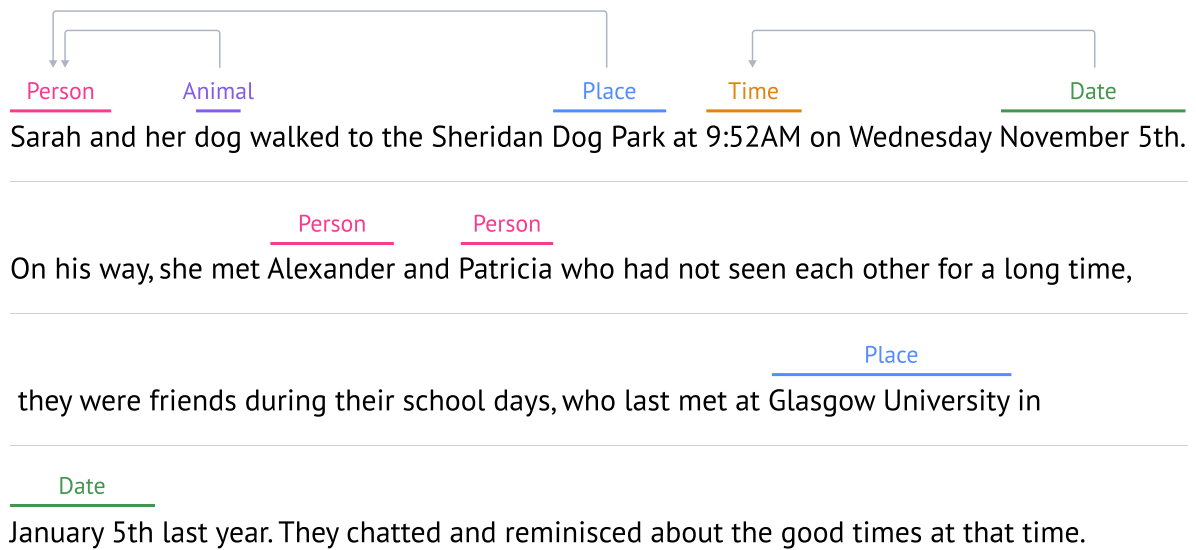 Person Animal Place Time Date
Sarah and her dog walked to the Sheridan Dog Park at 9:52AM on Wednesday November 5th.
Person Person
On his way, she met Alexander and Patricia who had not seen each other for a long time,
Place
they were friends during their school days, who last met at Glasgow University in
Date
January 5th last year. They chatted and reminisced about the good times at that time.